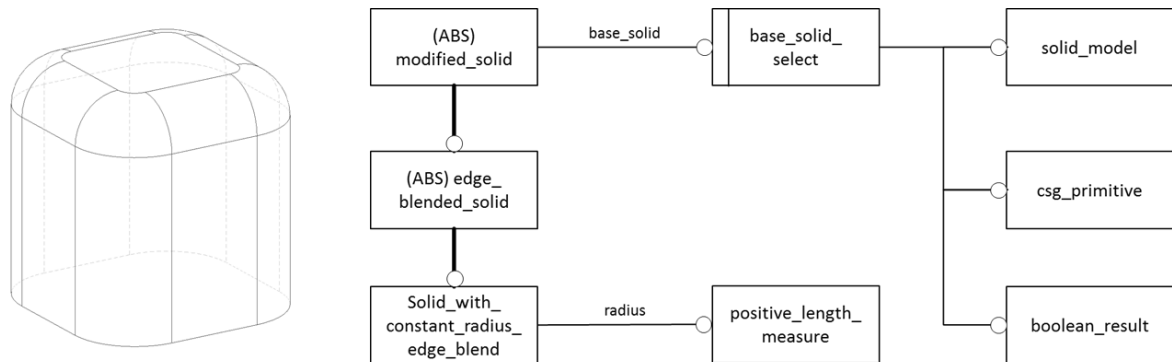 (ABS)
modified_solid
base_solid
base_solid_
select
solid_model
(ABS) edge_
blended_solid
csg_primitive
Solid_with_
constant_radius_
edge_blend
radius
positive_length_
measure
boolean_result